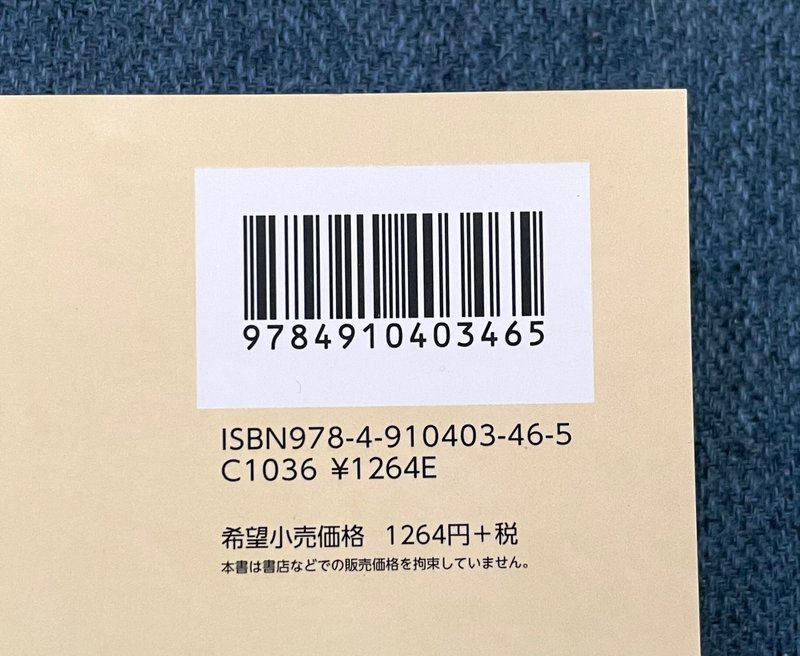 9784910403465
ISBN978-4-910403-46-5
C1036 ¥1264E
希望小売価格 1264円+税
本書は書店などでの販売価格を拘束していません。